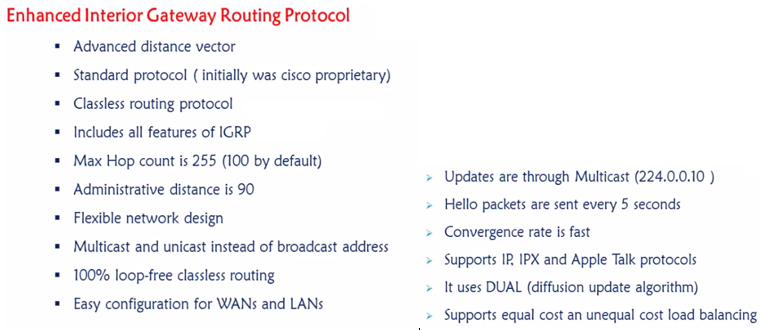 Enhanced Interior Gateway Routing Protocol
Advanced distance vector
Standard protocol ( initially was cisco proprietary)
Classless routing protocol
Includes all features of IGRP
Max Hop count is 255 (100 by default)
Administrative distance is 90
Flexible network design
Multicast and unicast instead of broadcast address
100% loop-free classless routing
Easy configuration for WANs and LANs
Updates are through Multicast (224.0.0.10 )
Hello packets are sent every 5 seconds
Convergence rate is fast
Supports IP, IPX and Apple Talk protocols
It uses DUAL (diffusion update algorithm)
Supports equal cost an unequal cost load balancing